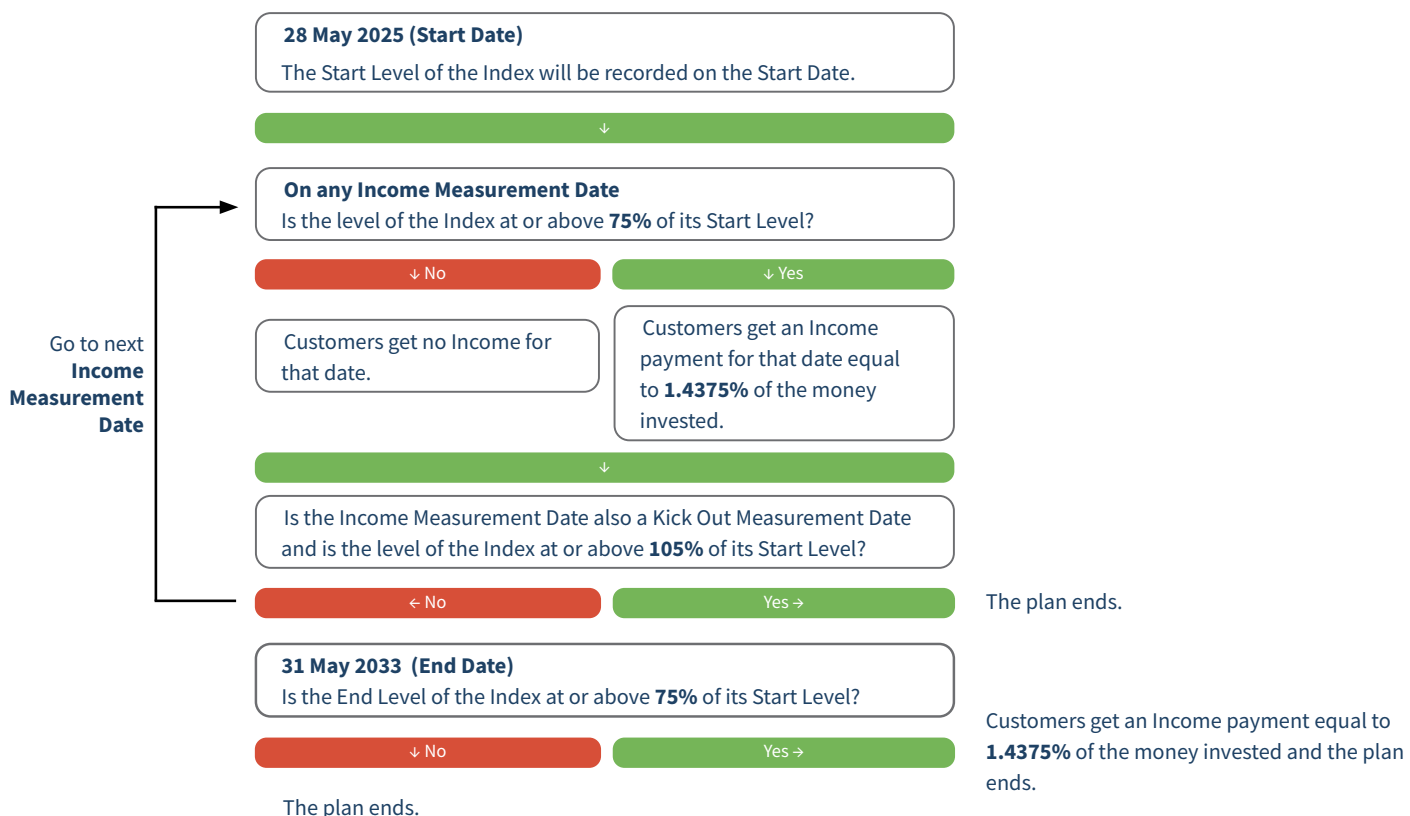 28 May 2025 (Start Date)
The Start Level of the Index will be recorded on the Start Date.
↓
On any Income Measurement Date
Is the level of the Index at or above 75% of its Start Level?
↓ No
↓ Yes
Customers get no Income for
that date.
Customers get an Income
payment for that date equal
to 1.4375% of the money
invested.
Go to next
Income
Measurement
Date
↓
Is the Income Measurement Date also a Kick Out Measurement Date
and is the level of the Index at or above 105% of its Start Level?
← No
Yes →
The plan ends.
31 May 2033 (End Date)
Is the End Level of the Index at or above 75% of its Start Level?
↓ No
Yes →
Customers get an Income payment equal to
1.4375% of the money invested and the plan
ends.
The plan ends.